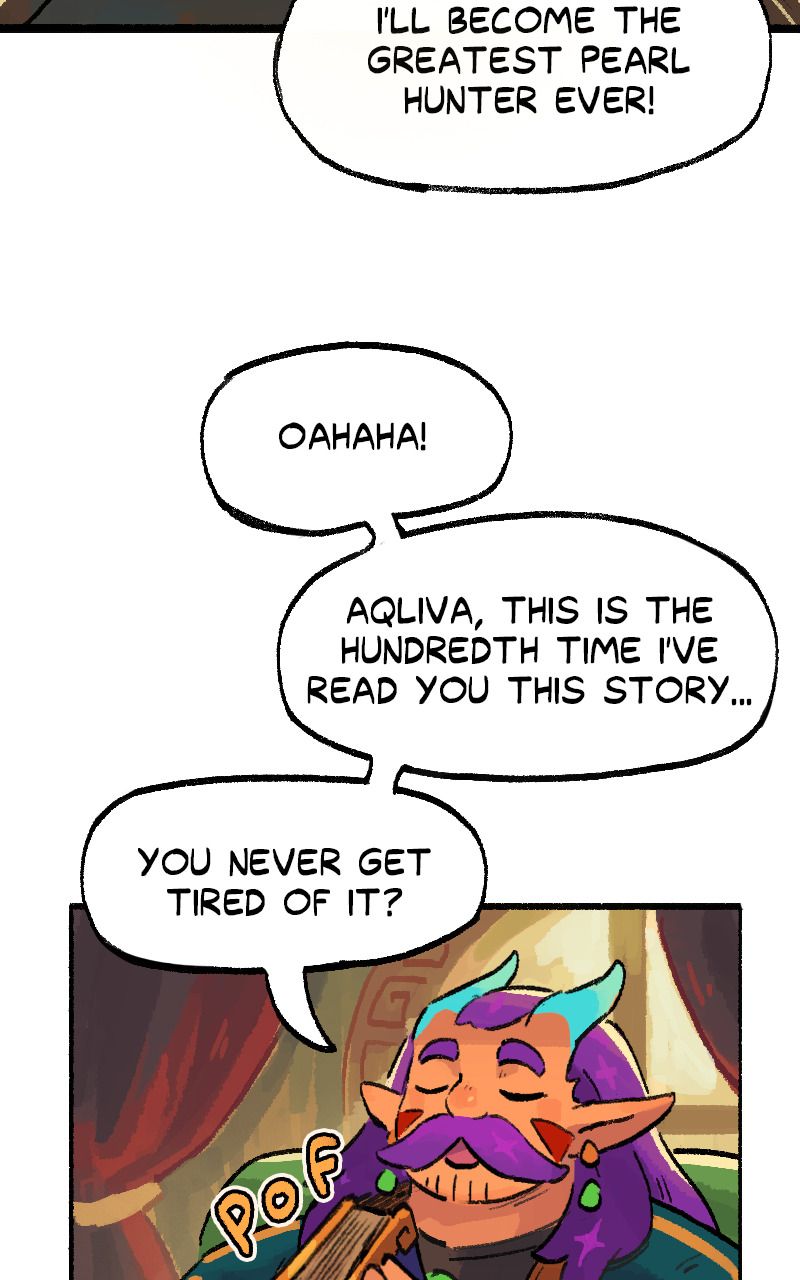 I'LL BECOME THE
GREATEST PEARL
HUNTER EVER!
OAHAHA!
AQLIVA, THIS IS THE
HUNDREDTH TIME I'VE
READ YOU THIS STORY...
YOU NEVER GET
TIRED OF IT?
POF